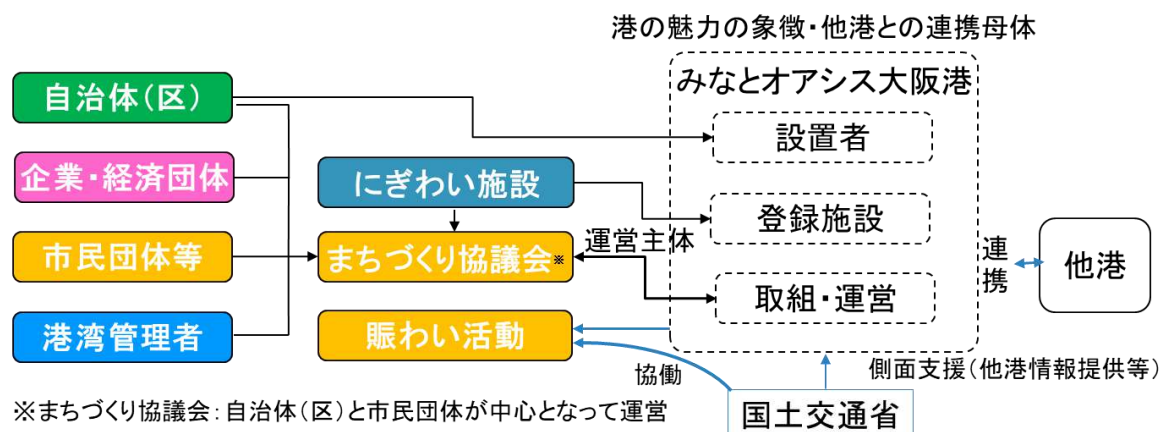 港の魅力の象徴・他港との連携母体
みなとオアシス大阪港
自治体（区）
設置者
企業・経済団体
にぎわい施設
登録施設
市民団体等
まちづくり協議会※
運営主体
取組・運営
連携
他港
港湾管理者
賑わい活動
協働
側面支援（他港情報提供等）
国土交通省
※まちづくり協議会：自治体（区）と市民団体が中心となって運営